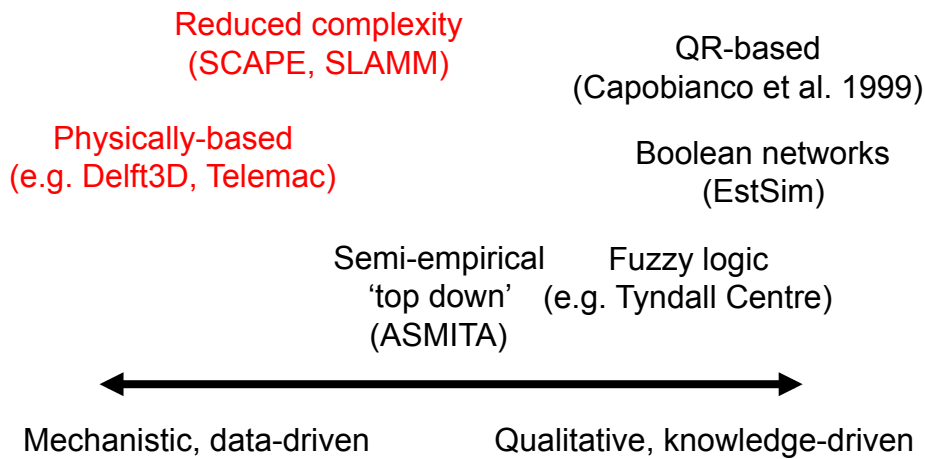 Reduced complexity
(SCAPE, SLAMM)
QR-based
(Capobianco et al. 1999)
Physically-based
(e.g. Delft3D, Telemac)
Boolean networks
(EstSim)
Semi-empirical
‘top down’
(ASMITA)
Fuzzy logic
(e.g. Tyndall Centre)
Mechanistic, data-driven
Qualitative, knowledge-driven